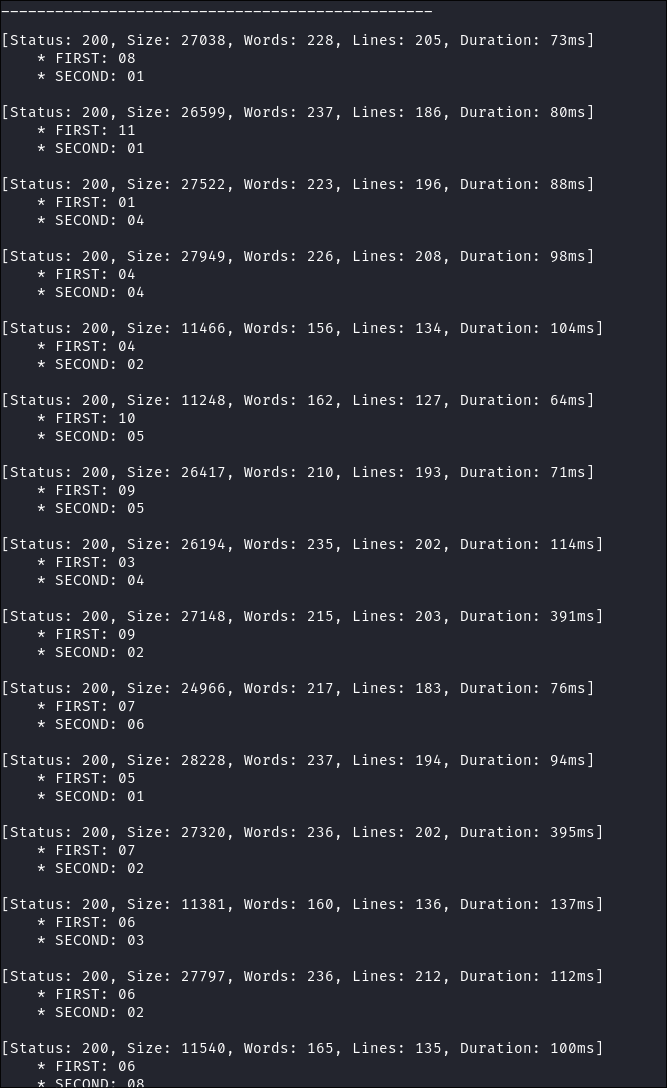 ________________________________________________
[Status: 200, Size: 27038, Words: 228, Lines: 205, Duration: 73ms]
* FIRST: 08
* SECOND: 01
[Status: 200, Size: 26599, Words: 237, Lines: 186, Duration: 80ms]
* FIRST: 11
* SECOND: 01
[Status: 200, Size: 27522, Words: 223, Lines: 196, Duration: 88ms]
* FIRST: 01
* SECOND: 04
[Status: 200, Size: 27949, Words: 226, Lines: 208, Duration: 98ms]
* FIRST: 04
* SECOND: 04
[Status: 200, Size: 11466, Words: 156, Lines: 134, Duration: 104ms]
* FIRST: 04
* SECOND: 02
[Status: 200, Size: 11248, Words: 162, Lines: 127, Duration: 64ms]
* FIRST: 10
* SECOND: 05
[Status: 200, Size: 26417, Words: 210, Lines: 193, Duration: 71ms]
* FIRST: 09
* SECOND: 05
[Status: 200, Size: 26194, Words: 235, Lines: 202, Duration: 114ms]
* FIRST: 03
* SECOND: 04
[Status: 200, Size: 27148, Words: 215, Lines: 203, Duration: 391ms]
* FIRST: 09
* SECOND: 02
[Status: 200, Size: 24966, Words: 217, Lines: 183, Duration: 76ms]
* FIRST: 07
* SECOND: 06
[Status: 200, Size: 28228, Words: 237, Lines: 194, Duration: 94ms]
* FIRST: 05
* SECOND: 01
[Status: 200, Size: 27320, Words: 236, Lines: 202, Duration: 395ms]
* FIRST: 07
* SECOND: 02
[Status: 200, Size: 11381, Words: 160, Lines: 136, Duration: 137ms]
* FIRST: 06
* SECOND: 03
[Status: 200, Size: 27797, Words: 236, Lines: 212, Duration: 112ms]
* FIRST: 06
* SECOND: 02
[Status: 200, Size: 11540, Words: 165, Lines: 135, Duration: 100ms]
* FIRST: 06
* SECOND: 08